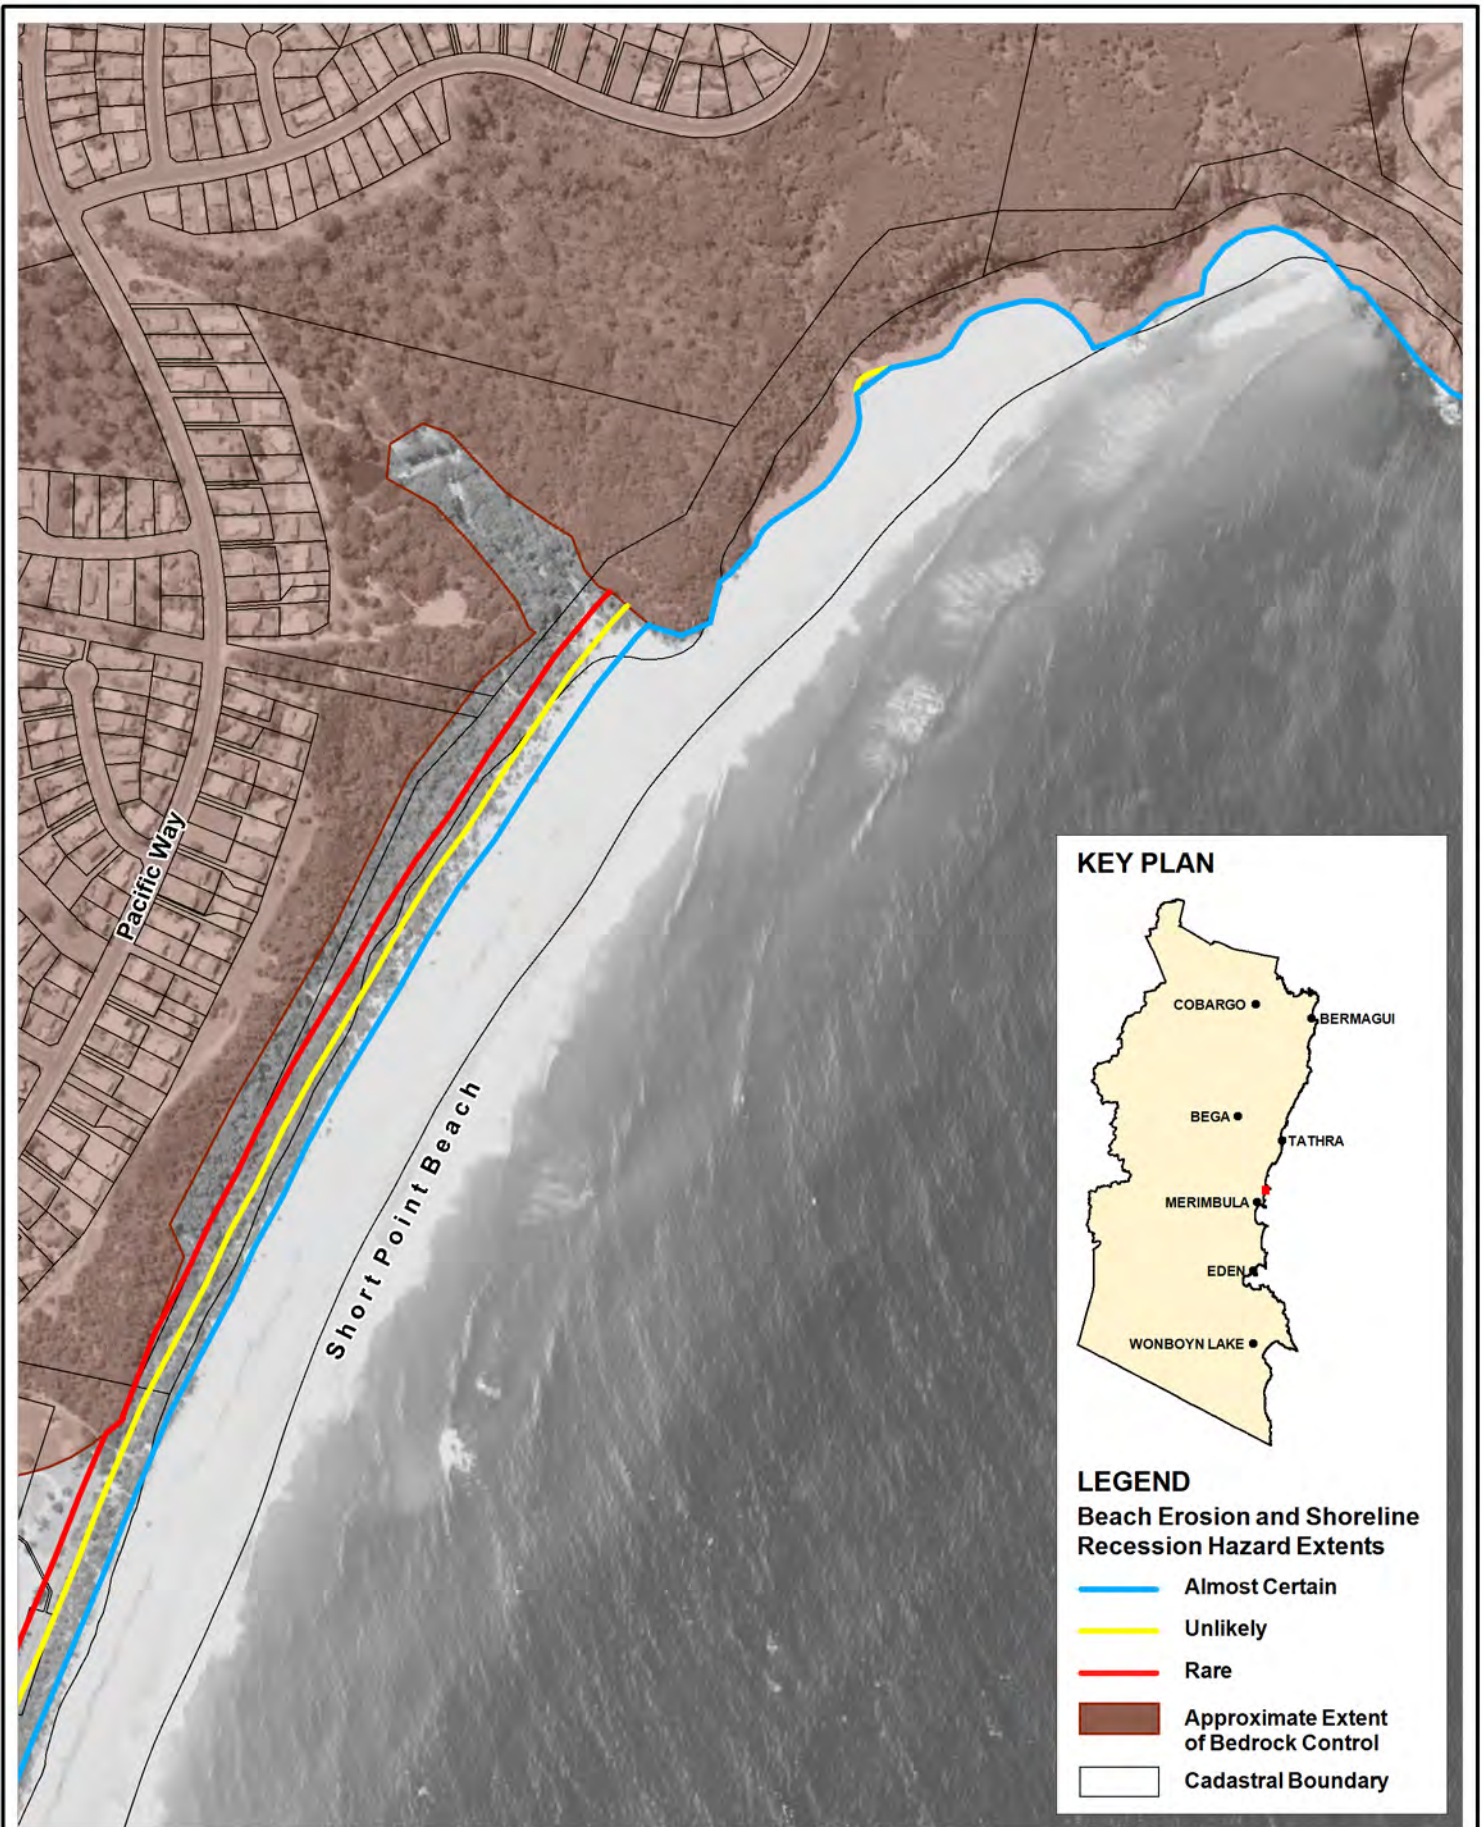 Pacific Way
Short Point Beach
KEY PLAN
COBARGO
BERMAGUI
BEGA
TATHRA
MERIMBULA
EDEN
WONBOYN LAKE
LEGEND
Beach Erosion and Shoreline
Recession Hazard Extents
Almost Certain
Unlikely
Rare
Approximate Extent
of Bedrock Control
Cadastral Boundary